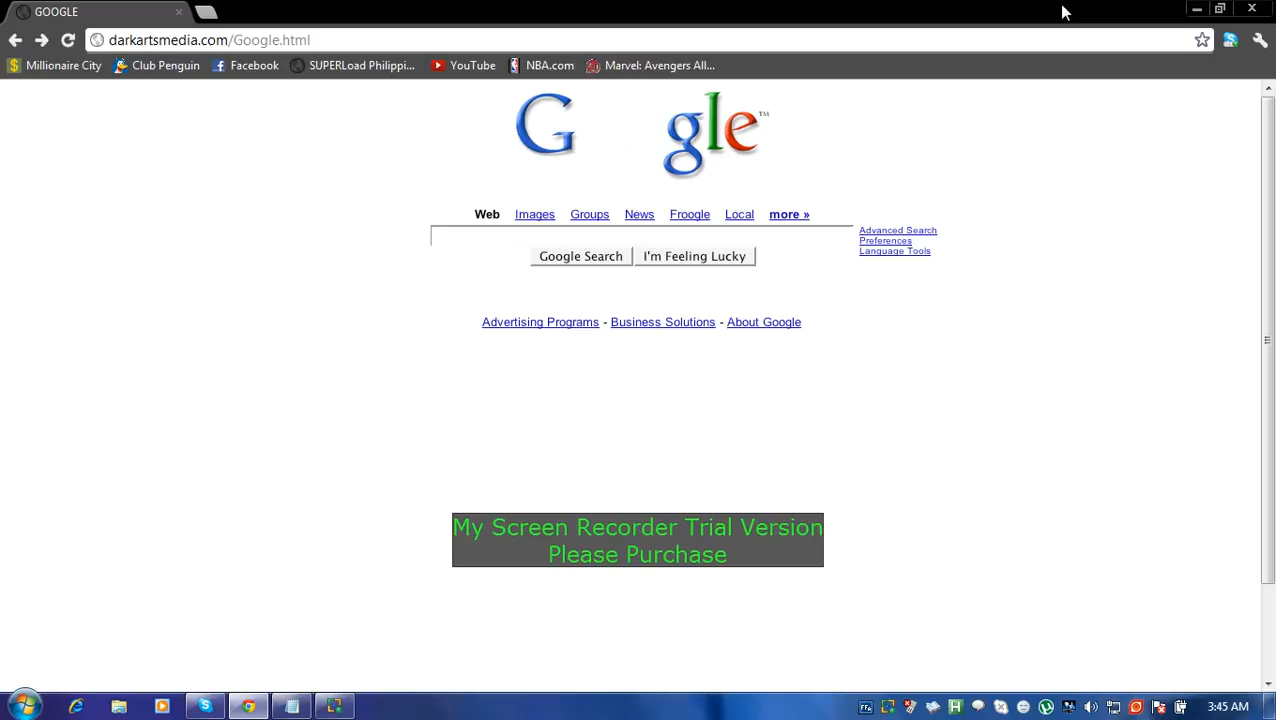 GOOGLE
darkartsmedia.com/Google.html
Millionaire City Club Penguin Facebook SUPERLoad Philippi... YouTube NBA.com Marvel: Avengers All...
G gle™
Web Images Groups News Froogle Local more »
Advanced Search
Preferences
Language Tools
Google Search I'm Feeling Lucky
Advertising Programs - Business Solutions - About Google
My Screen Recorder Trial Version
Please Purchase
3:45 AM